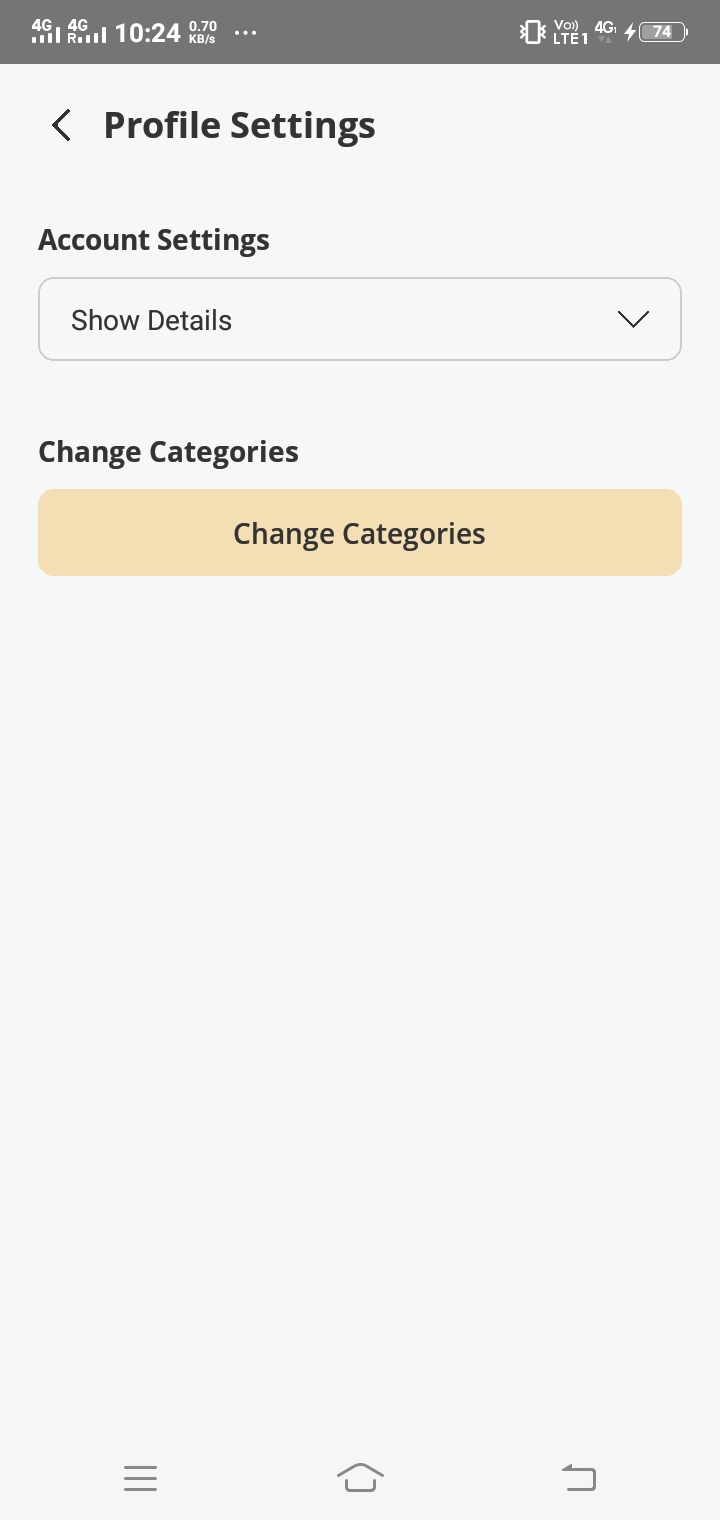 4G 4G R 10:24 0.70 KB/s ... Vo)) LTE1 4G 74
Profile Settings
Account Settings
Show Details
Change Categories
Change Categories